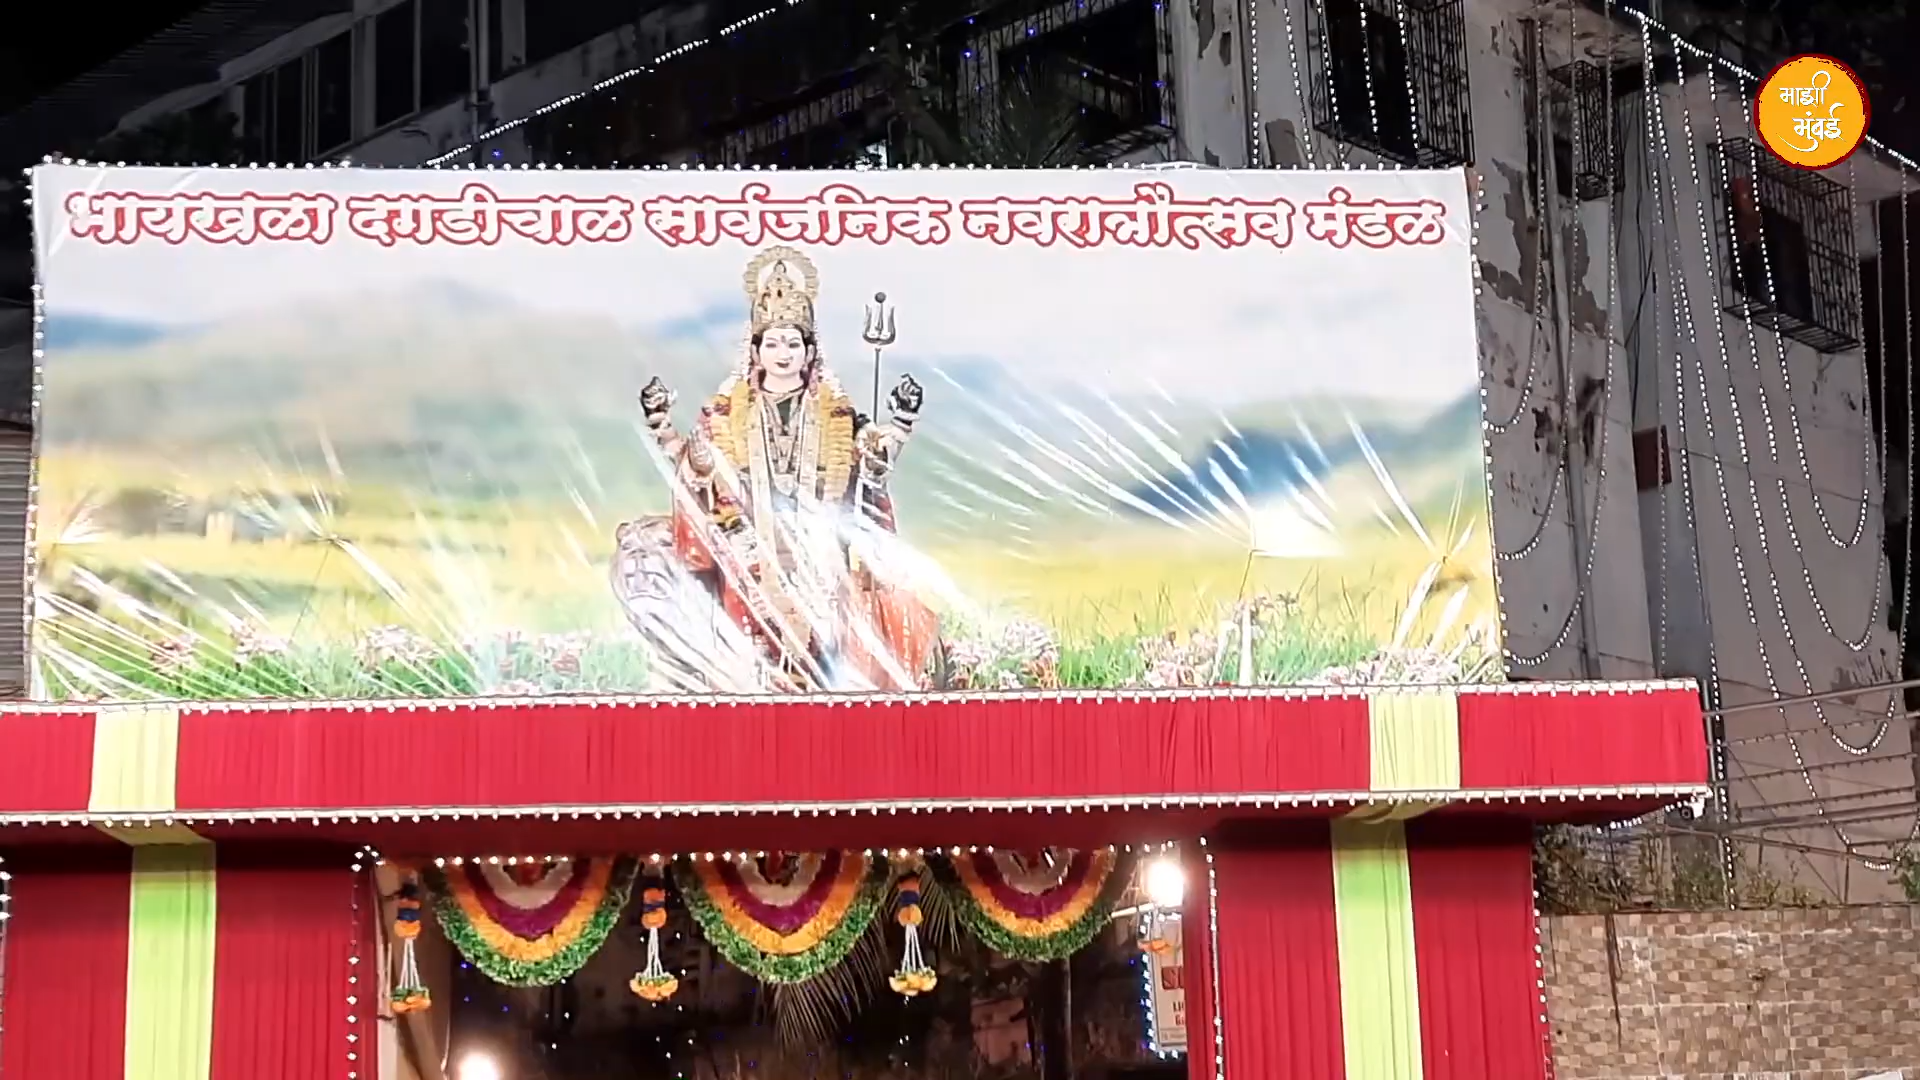 माझी
मुंबई
भायखळा दगडीचाळ सार्वजनिक नवरात्रौत्सव मंडळ